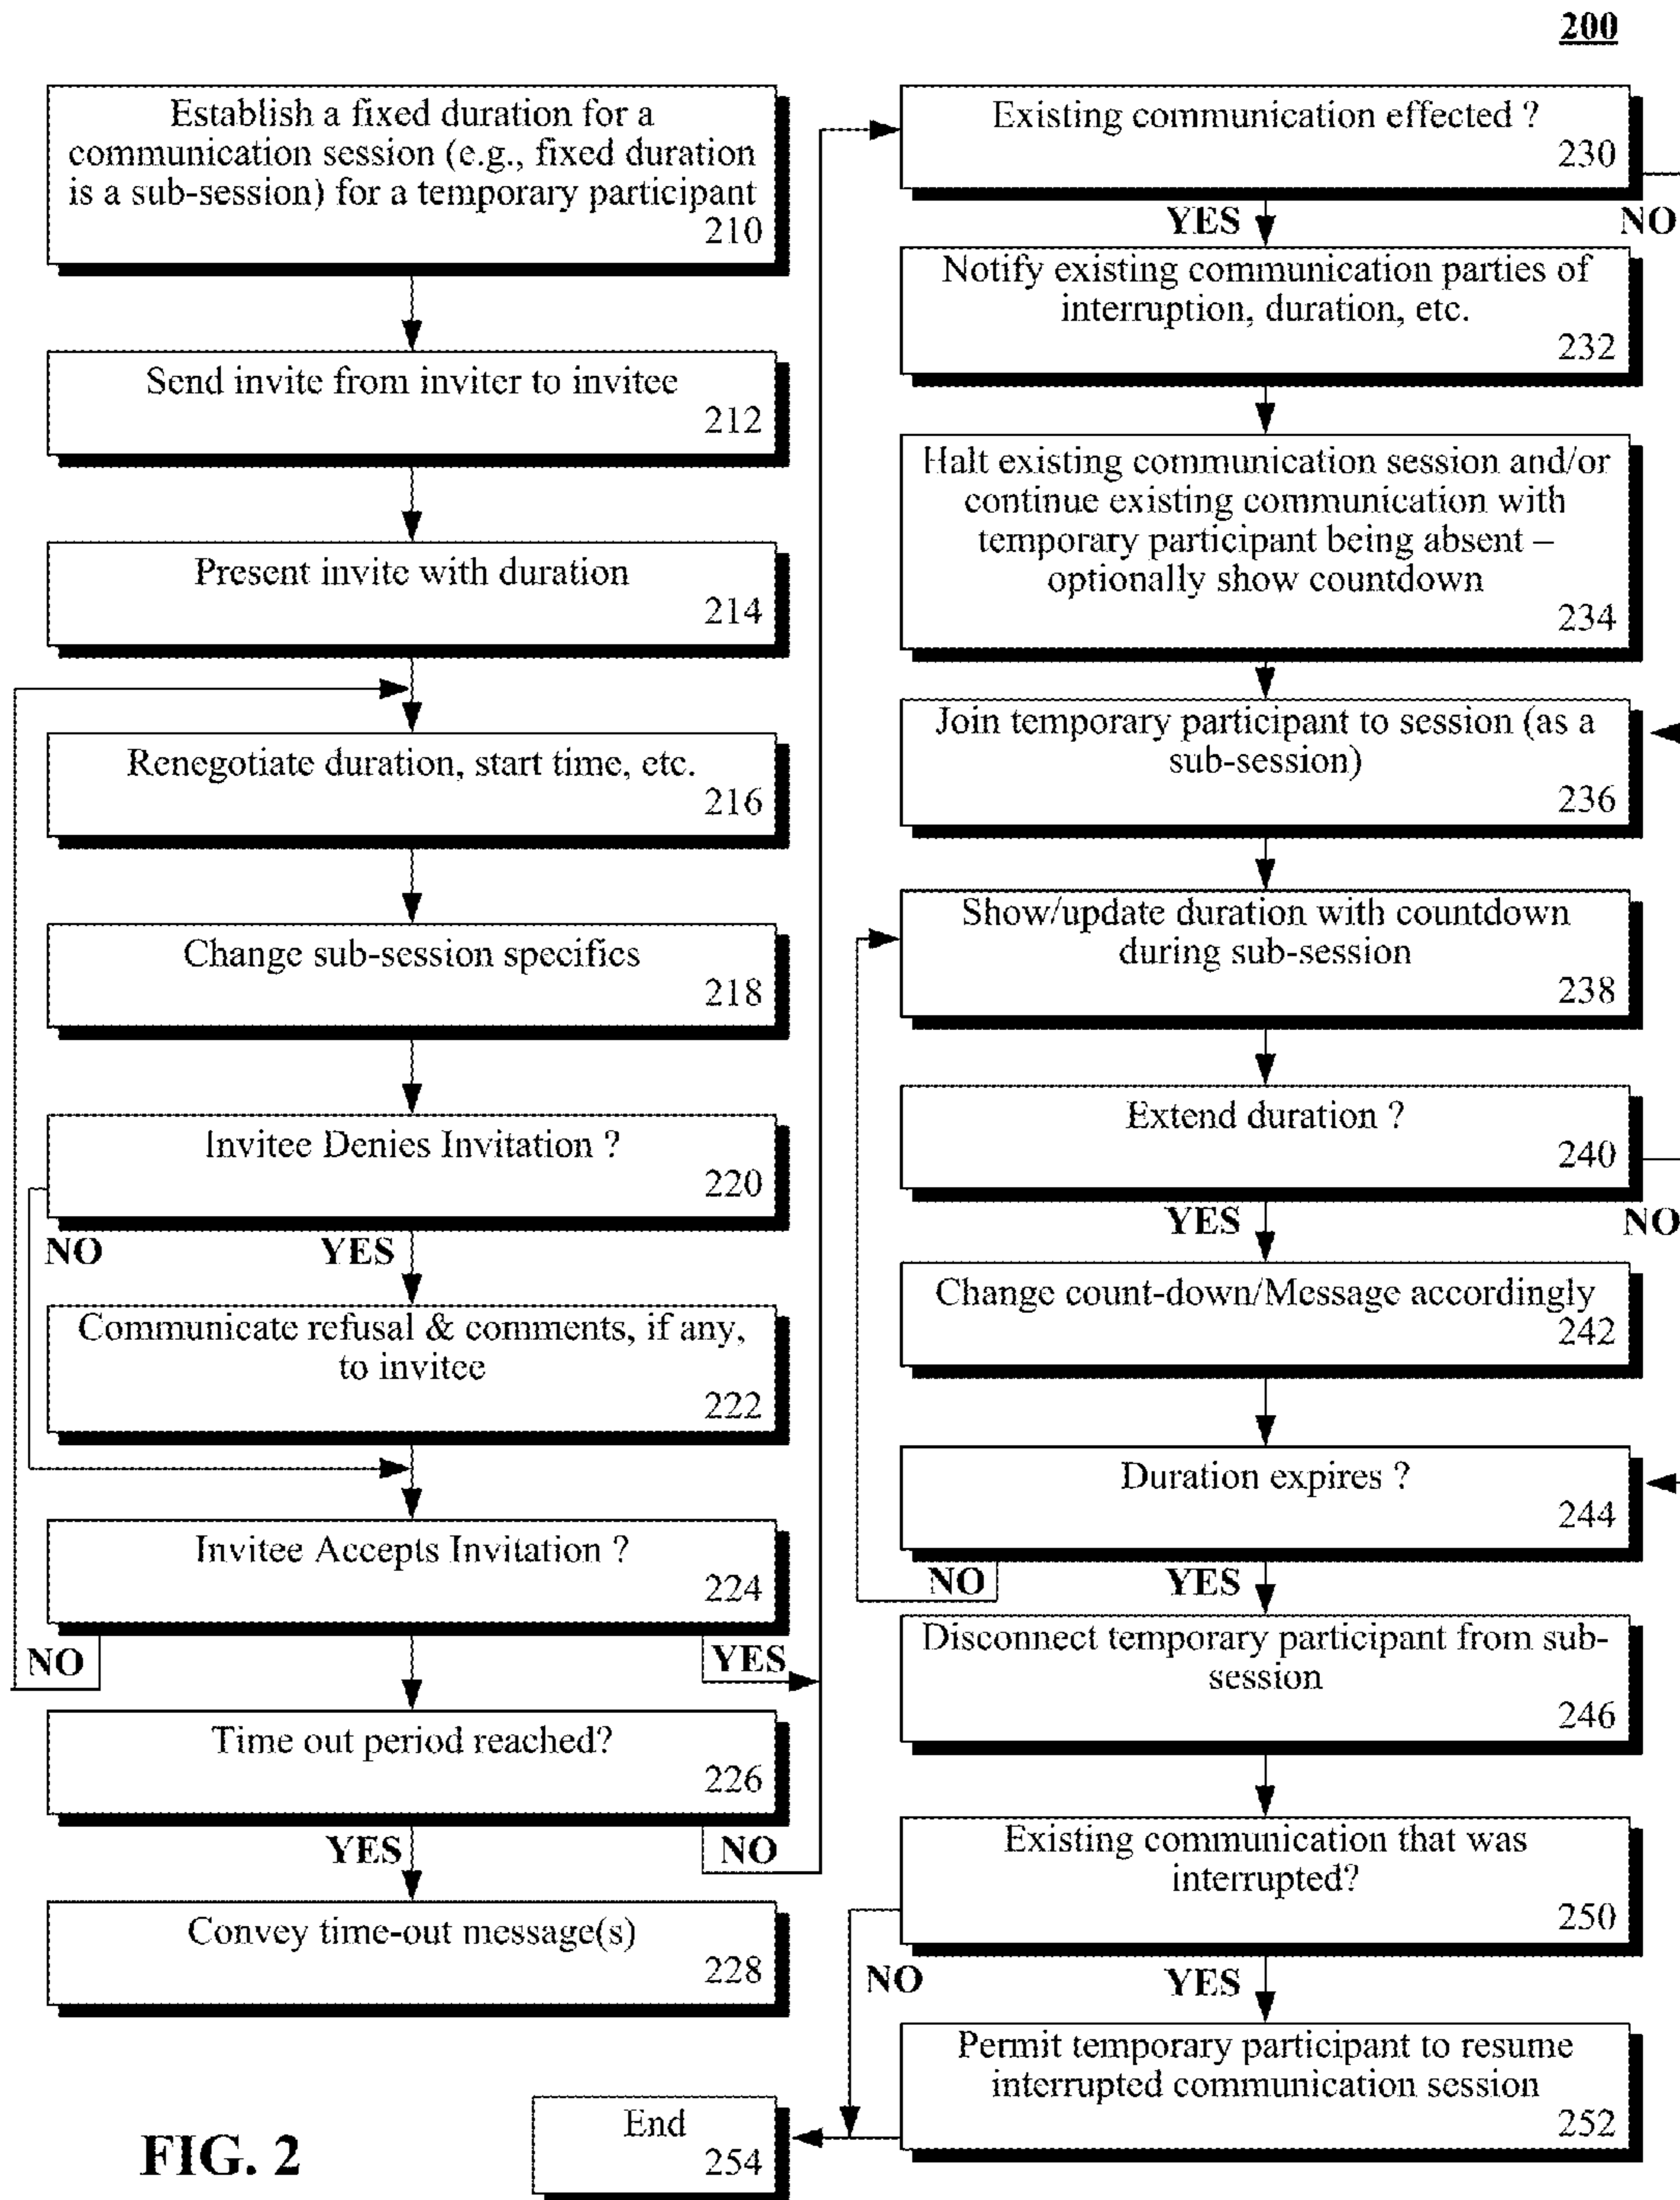 200
Establish a fixed duration for a
communication session (e.g., fixed duration
is a sub-session) for a temporary participant
210
Send invite from inviter to invitee
212
Present invite with duration
214
Renegotiate duration, start time, etc.
216
Change sub-session specifics
218
Invitee Denies Invitation ?
220
NO
YES
Communicate refusal & comments, if any,
to invitee
222
Invitee Accepts Invitation ?
224
NO
YES
Time out period reached?
226
YES
NO
Convey time-out message(s)
228
Existing communication effected ?
230
YES
NO
Notify existing communication parties of
interruption, duration, etc.
232
Halt existing communication session and/or
continue existing communication with
temporary participant being absent –
optionally show countdown
234
Join temporary participant to session (as a
sub-session)
236
Show/update duration with countdown
during sub-session
238
Extend duration ?
240
YES
NO
Change count-down/Message accordingly
242
Duration expires ?
244
NO
YES
Disconnect temporary participant from sub-
session
246
Existing communication that was
interrupted?
250
NO
YES
Permit temporary participant to resume
interrupted communication session
252
End
254
FIG. 2